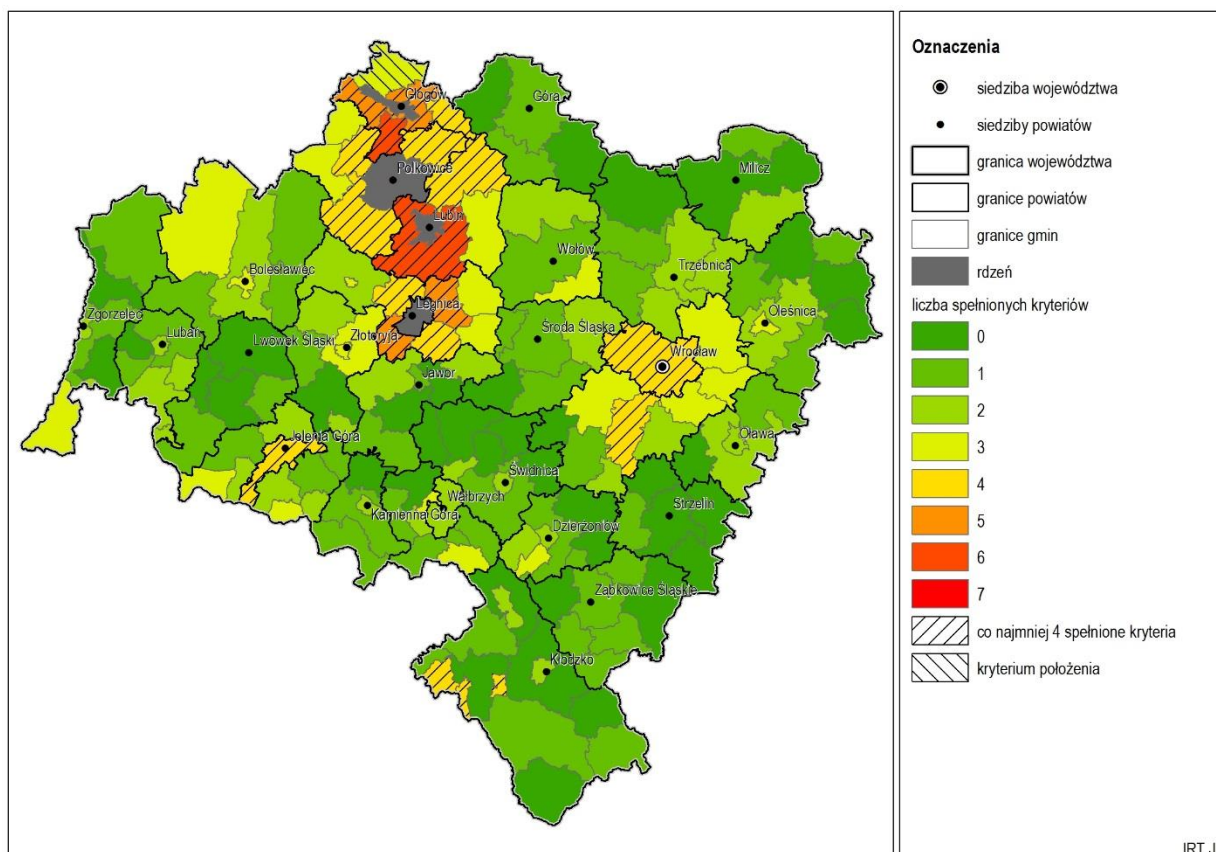 Głogów
Góra
Polkowice
Milicz
Lubin
Wołów
Trzebnica
Bolesławiec
Legnica
Oleśnica
Zgorzelec
Lubań
Lwówek Śląski
Złotoryja
Środa Śląska
Wrocław
Jawor
Jelenia Góra
Oława
Świdnica
Wałbrzych
Kamienna Góra
Strzelin
Dzierżoniów
Ząbkowice Śląskie
Kłodzko
Oznaczenia
siedziba województwa
siedziby powiatów
granica województwa
granice powiatów
granice gmin
rdzeń
liczba spełnionych kryteriów
0
1
2
3
4
5
6
7
co najmniej 4 spełnione kryteria
kryterium położenia
IRT J